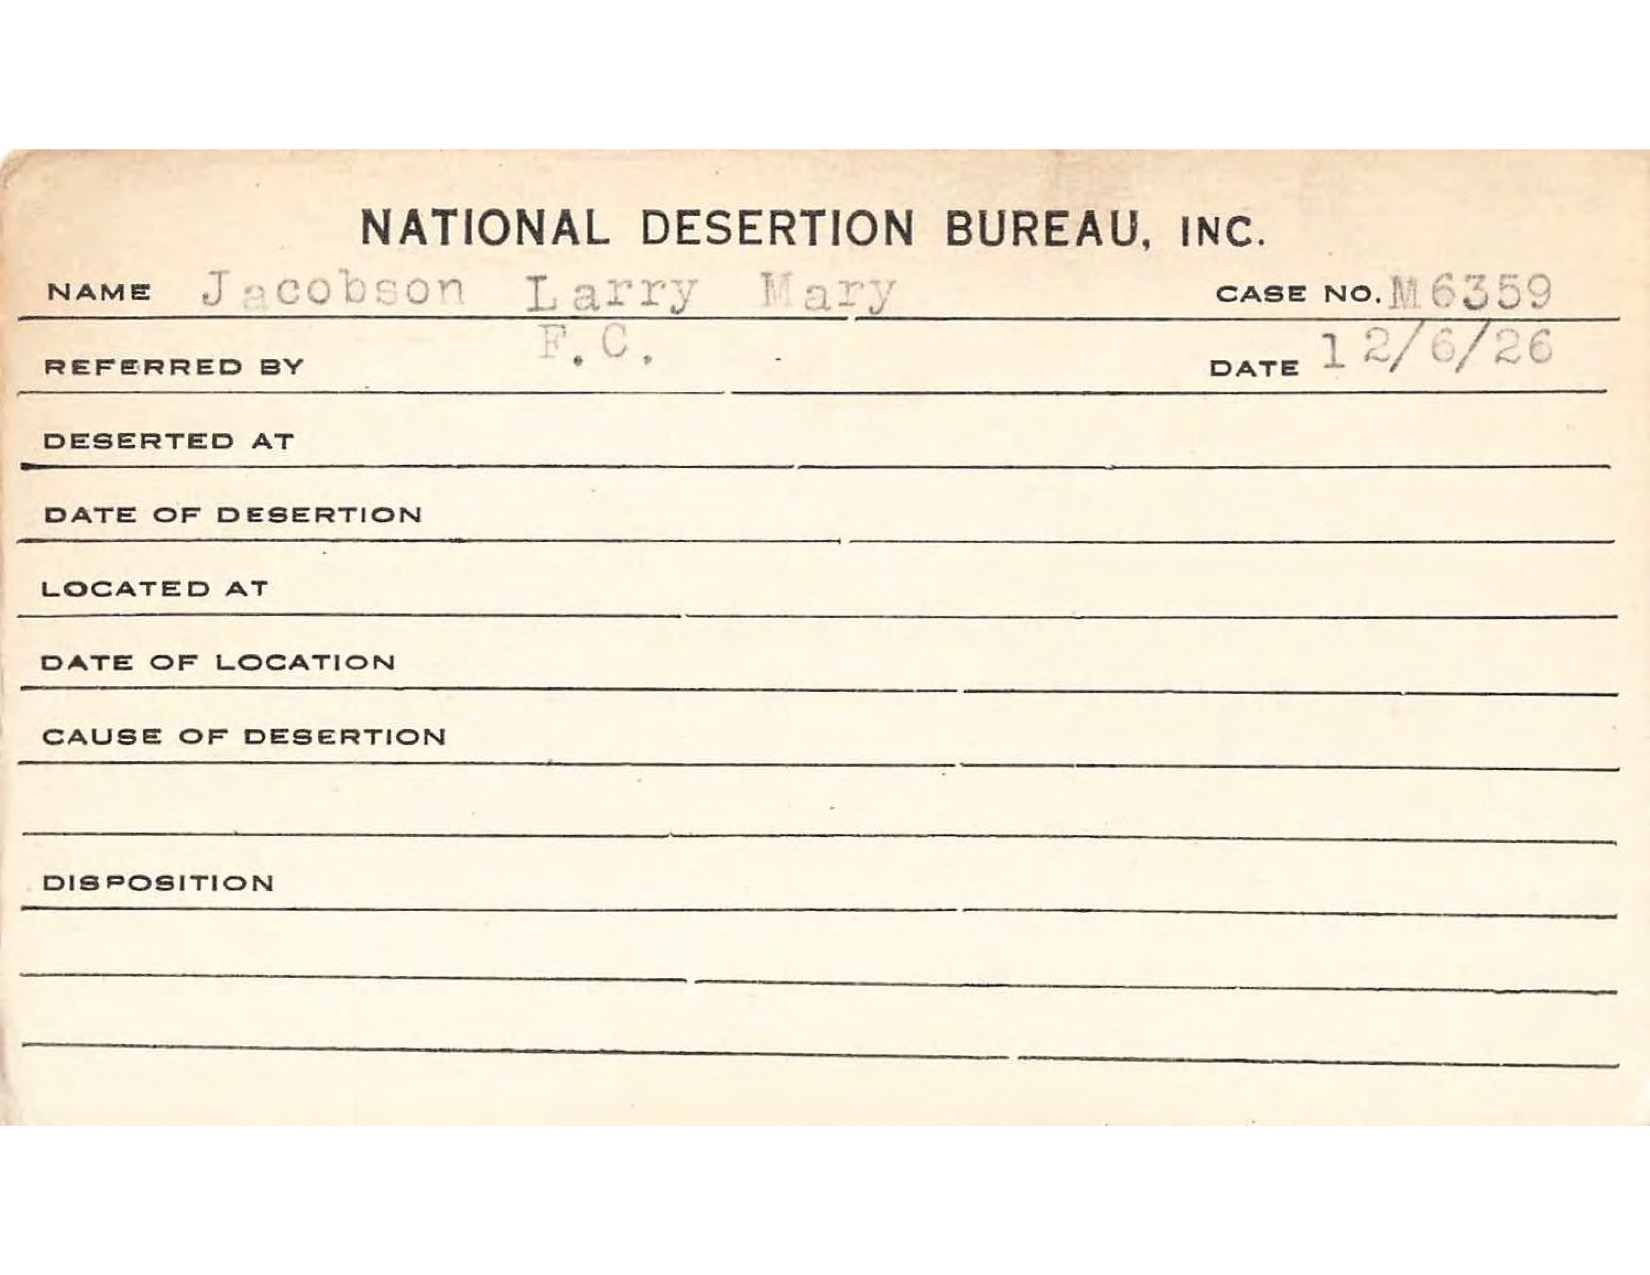 NATIONAL DESERTION BUREAU, INC.
NAME Jacobson Larry Mary CASE NO. M6359
REFERRED BY F.C. DATE 12/6/26
DESERTED AT
DATE OF DESERTION
LOCATED AT
DATE OF LOCATION
CAUSE OF DESERTION
DISPOSITION